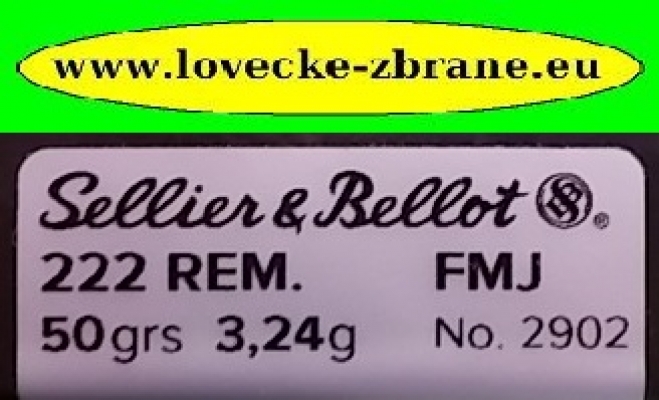 www.lovecke-zbrane.eu
Sellier & Bellot ®
222 REM. FMJ
50grs 3,24g No. 2902